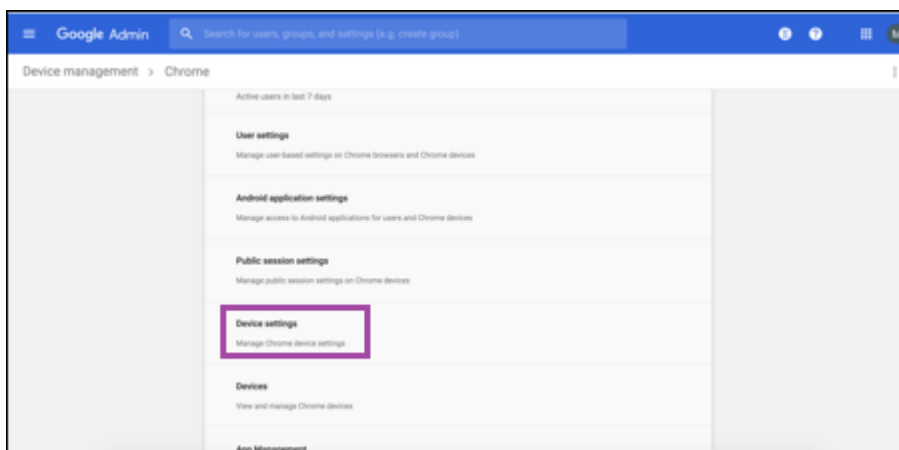 Google Admin
Search for users, groups, and settings (e.g. create group)
Device management > Chrome
Active users in last 7 days
User settings
Manage user-based settings on Chrome browsers and Chrome devices
Android application settings
Manage access to Android applications for users and Chrome devices
Public session settings
Manage public session settings on Chrome devices
Device settings
Manage Chrome device settings
Devices
View and manage Chrome devices
App Management